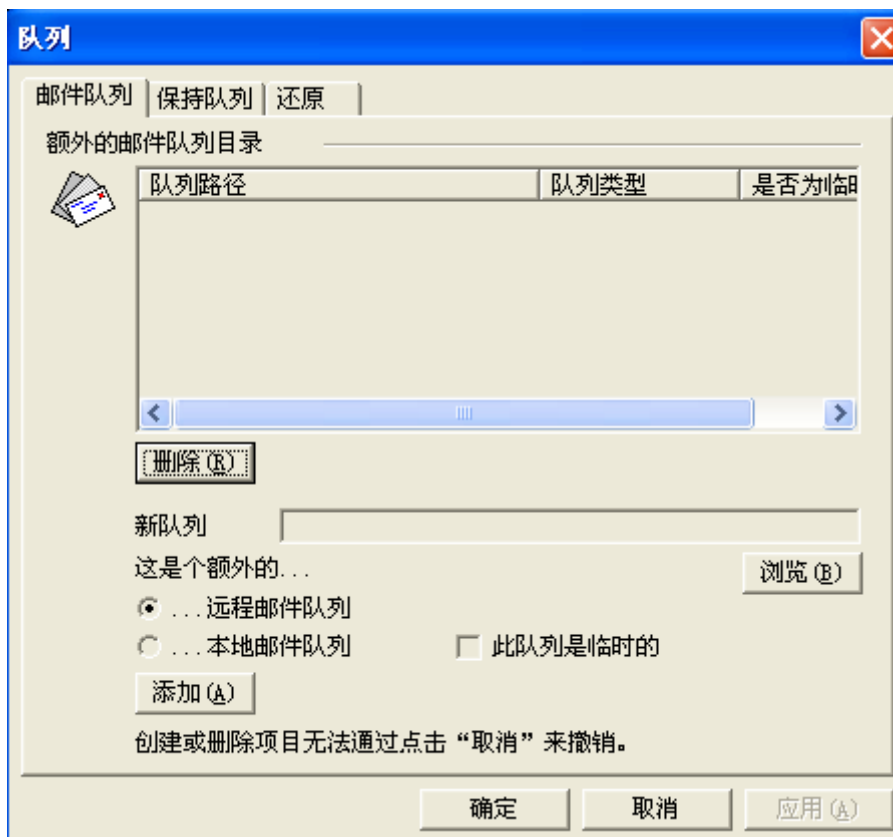 队列
邮件队列 保持队列 还原
额外的邮件队列目录
队列路径 队列类型 是否为临时
删除(R)
新队列
这是个额外的... 浏览(B)
...远程邮件队列
...本地邮件队列 此队列是临时的
添加(A)
创建或删除项目无法通过点击“取消”来撤销。
确定 取消 应用(A)